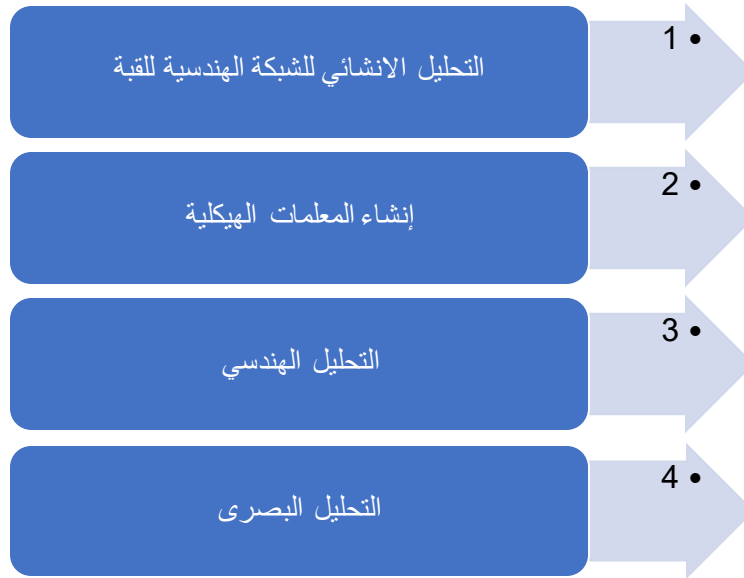 1 •
التحليل الانشائي للشبكة الهندسية للقبة
2 •
إنشاء المعلمات الهيكلية
3 •
التحليل الهندسي
4 •
التحليل البصرى